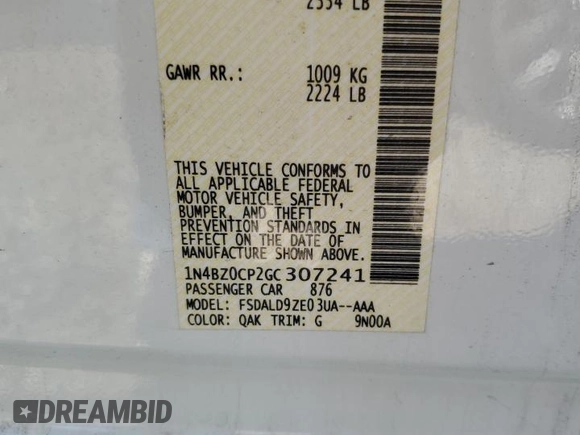 2554 LB
GAWR RR.: 1009 KG
2224 LB
THIS VEHICLE CONFORMS TO
ALL APPLICABLE FEDERAL
MOTOR VEHICLE SAFETY,
BUMPER, AND THEFT
PREVENTION STANDARDS IN
EFFECT ON THE DATE OF
MANUFACTURE SHOWN ABOVE.
1N4BZ0CP2GC307241
PASSENGER CAR 876
MODEL: FSDALD9ZE03UA--AAA
COLOR: QAK TRIM: G 9N00A
DREAMBID